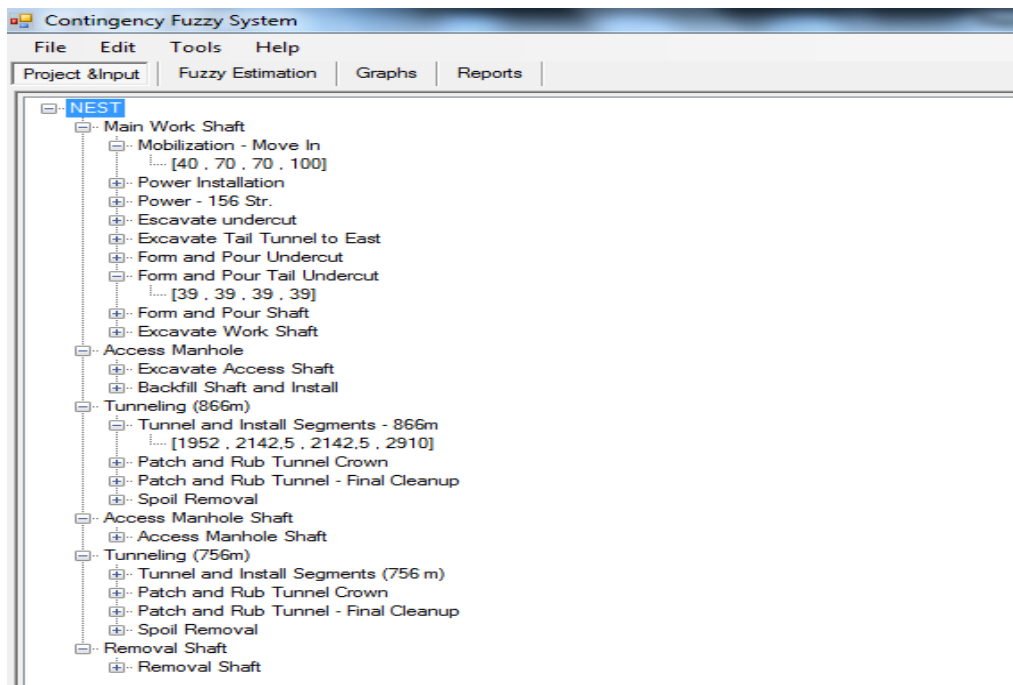 Contingency Fuzzy System
File Edit Tools Help
Project &Input Fuzzy Estimation Graphs Reports
NEST
Main Work Shaft
Mobilization - Move In
[40 , 70 , 70 , 100]
Power Installation
Power - 156 Str.
Escavate undercut
Excavate Tail Tunnel to East
Form and Pour Undercut
Form and Pour Tail Undercut
[39 , 39 , 39 , 39]
Form and Pour Shaft
Excavate Work Shaft
Access Manhole
Excavate Access Shaft
Backfill Shaft and Install
Tunneling (866m)
Tunnel and Install Segments - 866m
[1952 , 2142,5 , 2142,5 , 2910]
Patch and Rub Tunnel Crown
Patch and Rub Tunnel - Final Cleanup
Spoil Removal
Access Manhole Shaft
Access Manhole Shaft
Tunneling (756m)
Tunnel and Install Segments (756 m)
Patch and Rub Tunnel Crown
Patch and Rub Tunnel - Final Cleanup
Spoil Removal
Removal Shaft
Removal Shaft